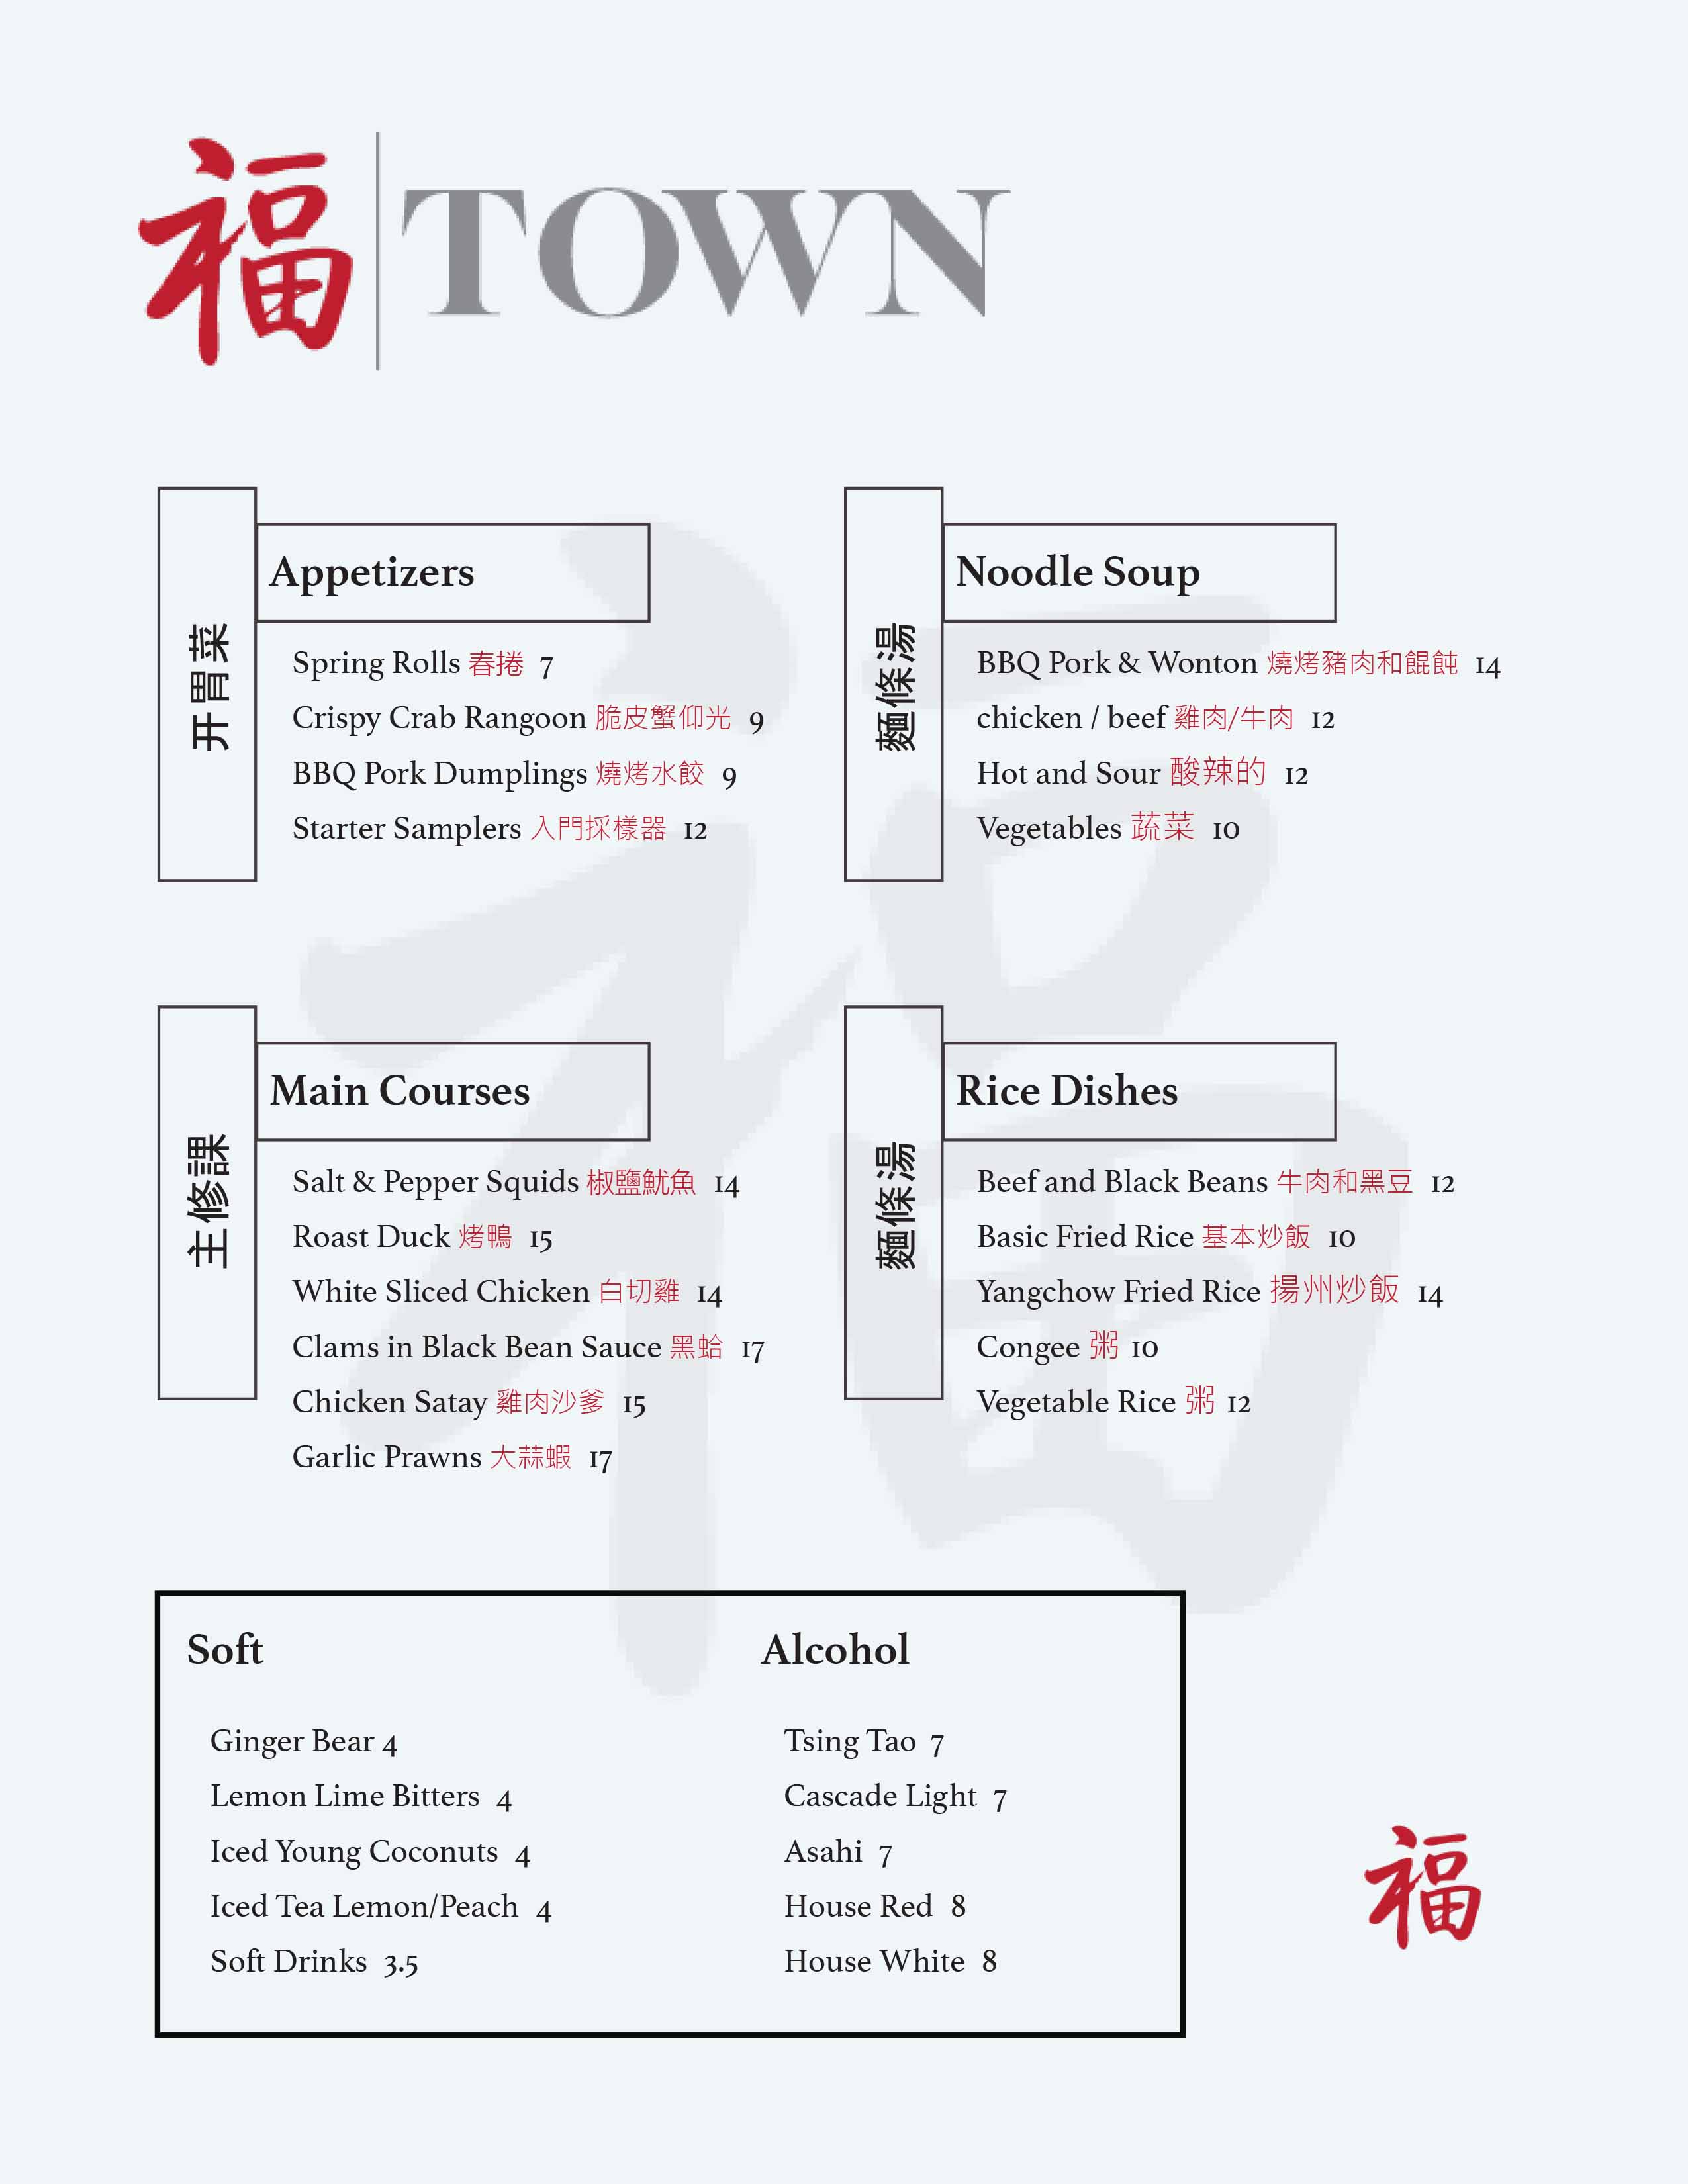 福 TOWN
开胃菜
Appetizers
Spring Rolls 春捲 7
Crispy Crab Rangoon 脆皮蟹仰光 9
BBQ Pork Dumplings 燒烤水餃 9
Starter Samplers 入門採樣器 12
麵條湯
Noodle Soup
BBQ Pork & Wonton 燒烤豬肉和餛飩 14
chicken / beef 雞肉/牛肉 12
Hot and Sour 酸辣的 12
Vegetables 蔬菜 10
主修課
Main Courses
Salt & Pepper Squids 椒鹽魷魚 14
Roast Duck 烤鴨 15
White Sliced Chicken 白切雞 14
Clams in Black Bean Sauce 黑蛤 17
Chicken Satay 雞肉沙爹 15
Garlic Prawns 大蒜蝦 17
麵條湯
Rice Dishes
Beef and Black Beans 牛肉和黑豆 12
Basic Fried Rice 基本炒飯 10
Yangchow Fried Rice 揚州炒飯 14
Congee 粥 10
Vegetable Rice 粥 12
Soft
Ginger Bear 4
Lemon Lime Bitters 4
Iced Young Coconuts 4
Iced Tea Lemon/Peach 4
Soft Drinks 3.5
Alcohol
Tsing Tao 7
Cascade Light 7
Asahi 7
House Red 8
House White 8
福